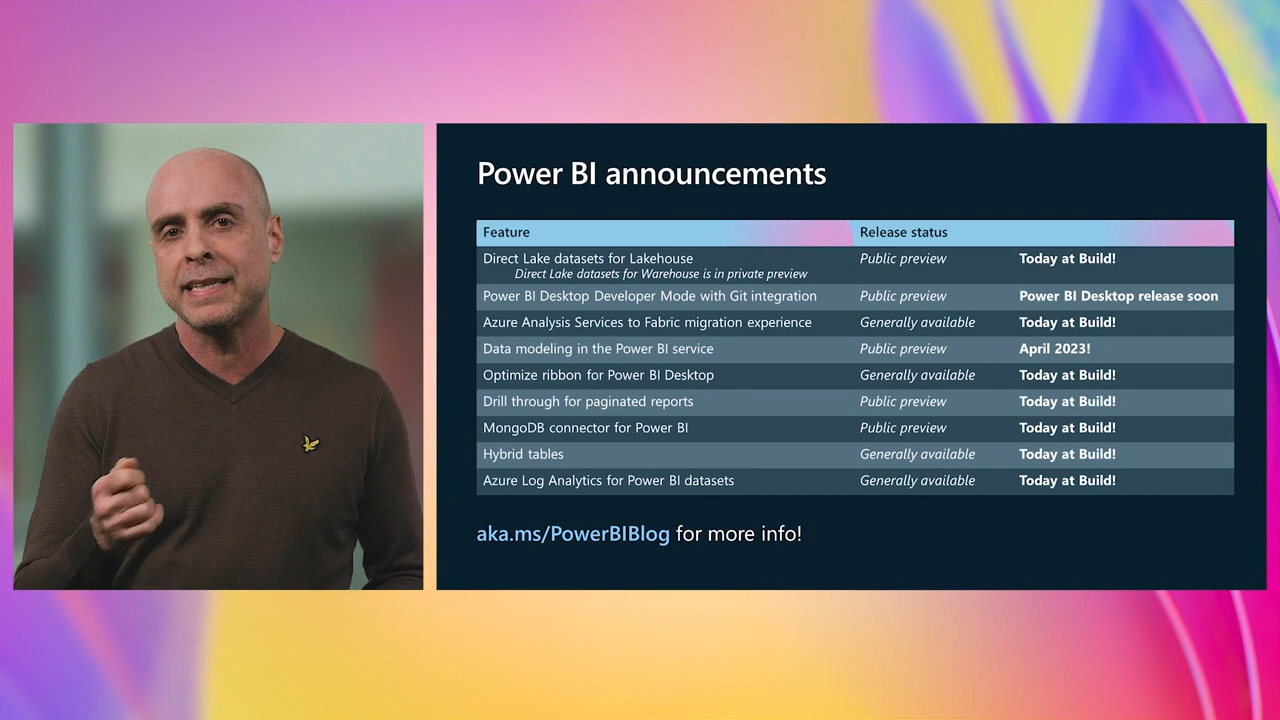 Power BI announcements
Feature Release status
Direct Lake datasets for Lakehouse Public preview Today at Build!
Direct Lake datasets for Warehouse is in private preview
Power BI Desktop Developer Mode with Git integration Public preview Power BI Desktop release soon
Azure Analysis Services to Fabric migration experience Generally available Today at Build!
Data modeling in the Power BI service Public preview April 2023!
Optimize ribbon for Power BI Desktop Generally available Today at Build!
Drill through for paginated reports Public preview Today at Build!
MongoDB connector for Power BI Public preview Today at Build!
Hybrid tables Generally available Today at Build!
Azure Log Analytics for Power BI datasets Generally available Today at Build!
aka.ms/PowerBIBlog for more info!